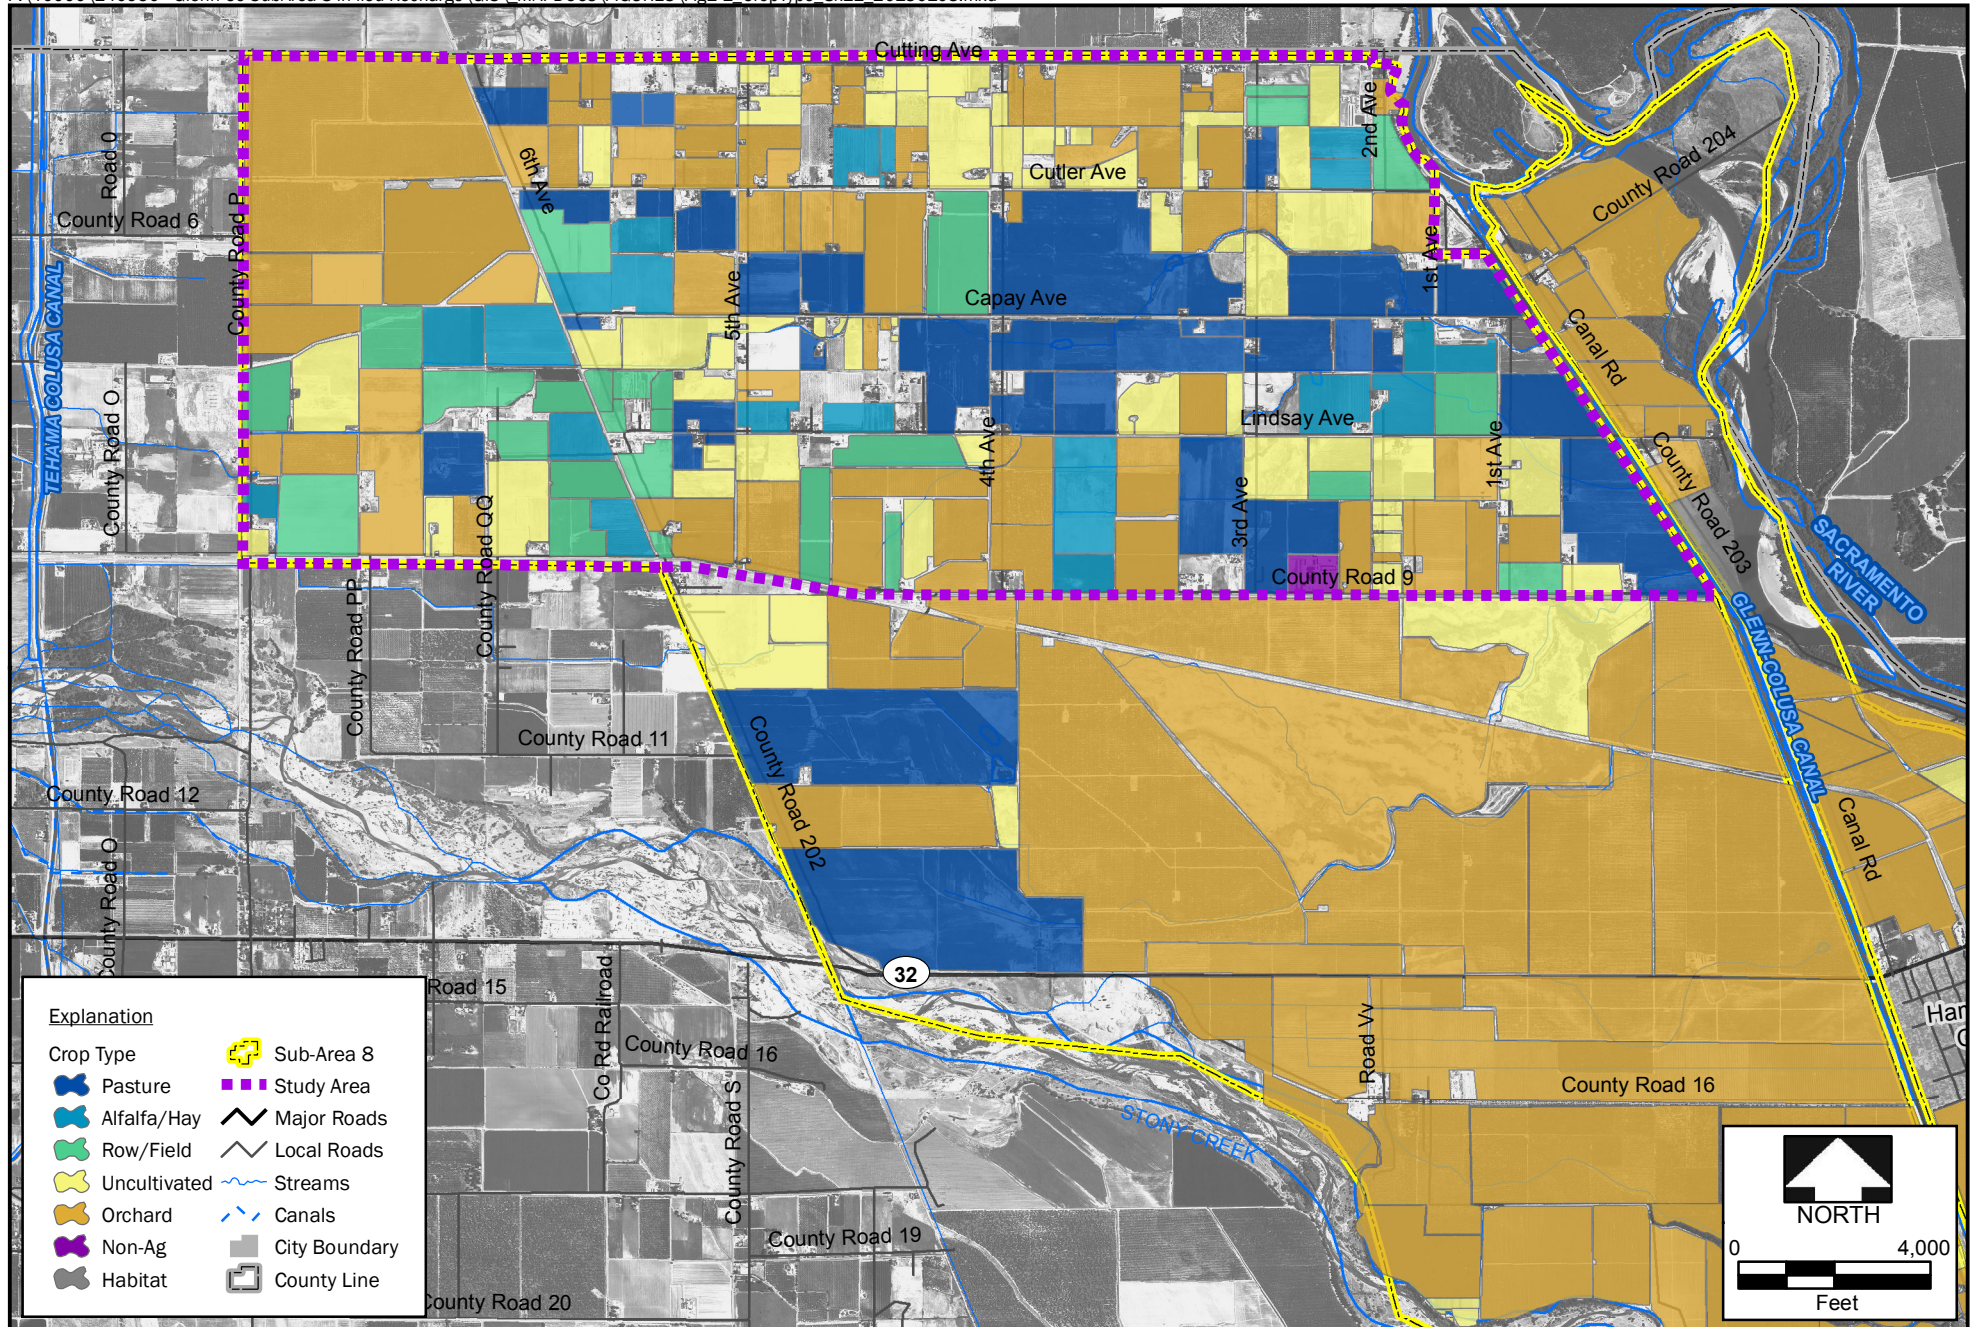 Cutting Ave
2nd Ave
County Road 204
Road O
6th Ave
Cutler Ave
County Road 6
County Road P
1st Ave
TEHAMA COLUSA CANAL
5th Ave
Capay Ave
Canal Rd
County Road O
Lindsay Ave
4th Ave
1st Ave
County Road 203
3rd Ave
County Road QQ
SACRAMENTO
RIVER
County Road PP
County Road 9
GLENN-COLUSA CANAL
County Road 11
County Road 202
County Road 12
Canal Rd
County Road O
32
Road 15
Co Rd Railroad
County Road 16
Road Vv
County Road 16
County Road S
STONY CREEK
County Road 19
County Road 20
Explanation
Crop Type
Pasture
Alfalfa/Hay
Row/Field
Uncultivated
Orchard
Non-Ag
Habitat
Sub-Area 8
Study Area
Major Roads
Local Roads
Streams
Canals
City Boundary
County Line
NORTH
0 4,000
Feet